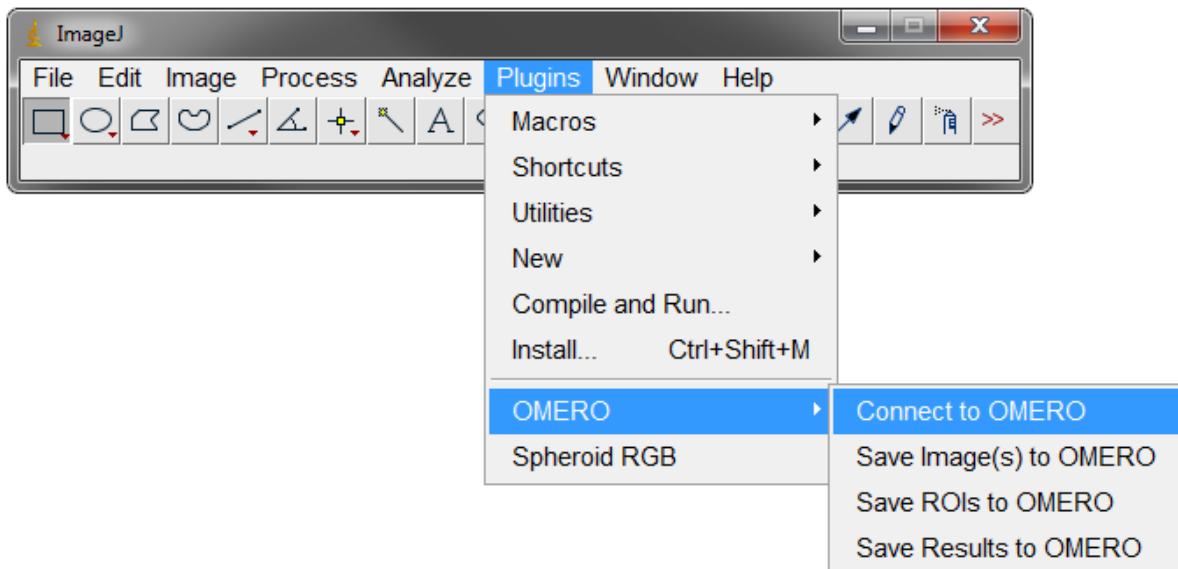 ImageJ
File Edit Image Process Analyze Plugins Window Help
A >>
Macros
Shortcuts
Utilities
New
Compile and Run...
Install... Ctrl+Shift+M
OMERO
Spheroid RGB
Connect to OMERO
Save Image(s) to OMERO
Save ROIs to OMERO
Save Results to OMERO